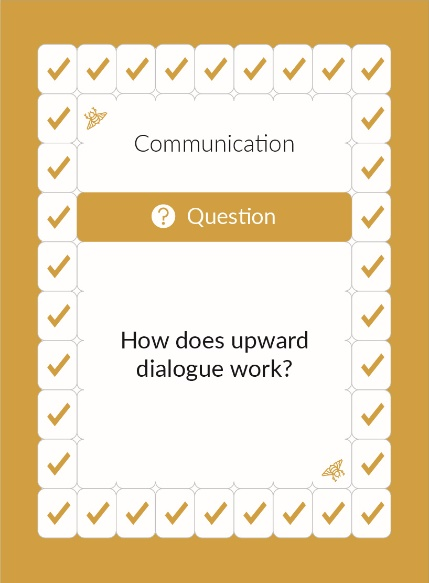 Communication
? Question
How does upward
dialogue work?